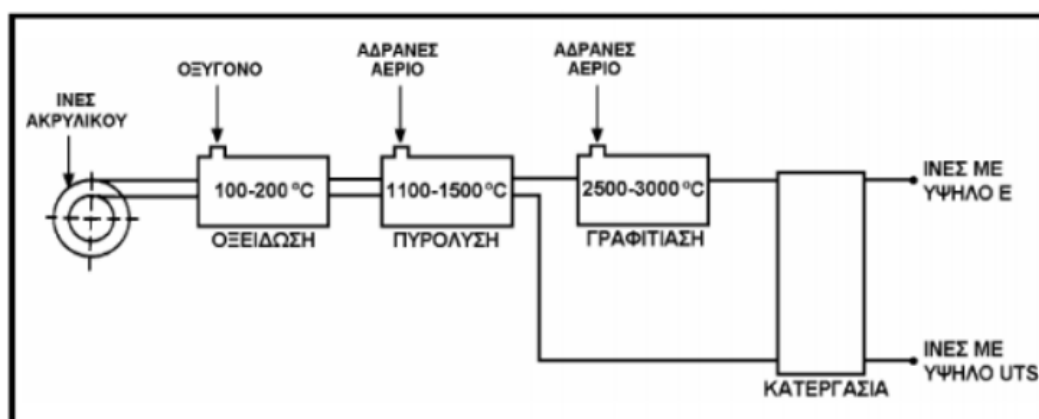 ΙΝΕΣ
ΑΚΡΥΛΙΚΟΥ
ΟΞΥΓΟΝΟ
ΑΔΡΑΝΕΣ
ΑΕΡΙΟ
ΑΔΡΑΝΕΣ
ΑΕΡΙΟ
100-200 °C
1100-1500 °C
2500-3000 °C
ΟΞΕΙΔΩΣΗ
ΠΥΡΟΛΥΣΗ
ΓΡΑΦΙΤΙΑΣΗ
ΙΝΕΣ ΜΕ
ΥΨΗΛΟ Ε
ΙΝΕΣ ΜΕ
ΥΨΗΛΟ UTS
ΚΑΤΕΡΓΑΣΙΑ